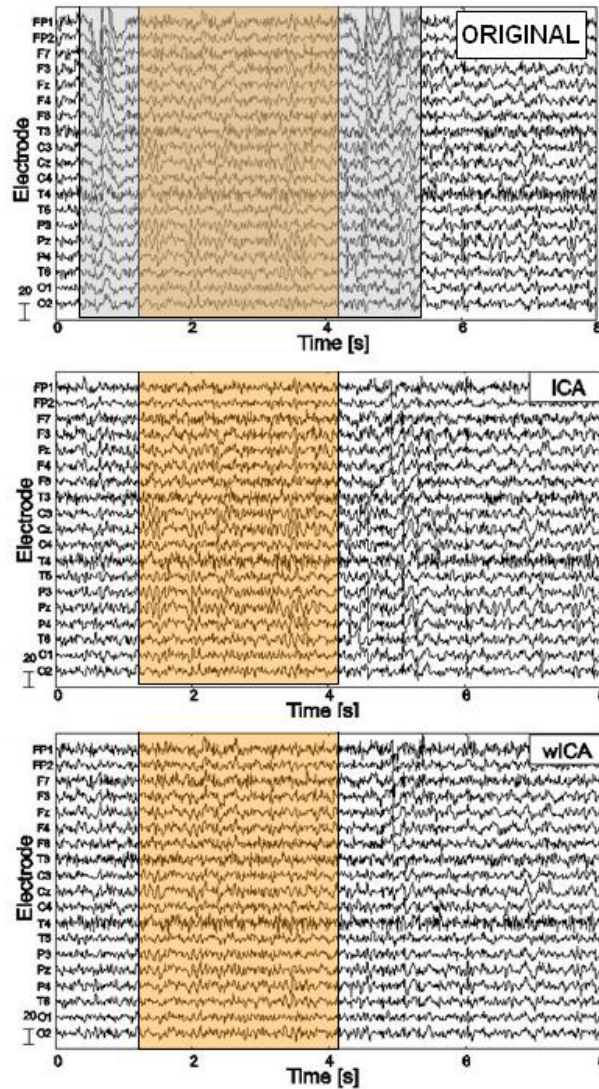 ORIGINAL
Electrode
FP1
FP2
F7
F3
Fz
F4
F8
T3
C3
Cz
C4
T4
T5
P3
Pz
P4
T6
O1
O2
20
0 2 4 6 8
Time [s]
ICA
Electrode
FP1
FP2
F7
F3
Fz
F4
F8
T3
C3
Cz
C4
T4
T5
P3
Pz
P4
T6
O1
O2
20
0 2 4 6 8
Time [s]
wICA
Electrode
FP1
FP2
F7
F3
Fz
F4
F8
T3
C3
Cz
C4
T4
T5
P3
Pz
P4
T6
O1
O2
20
0 2 4 6 8
Time [s]